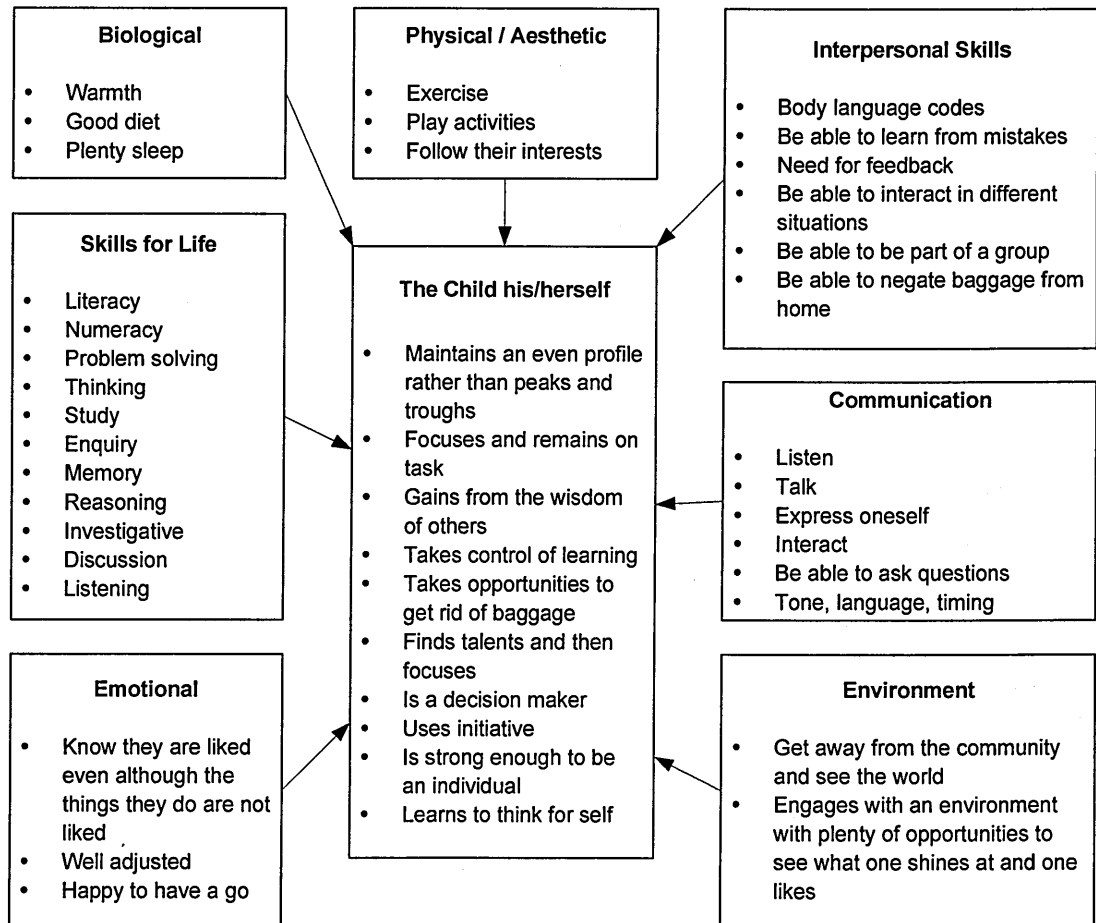 Biological
• Warmth
• Good diet
• Plenty sleep
Physical / Aesthetic
• Exercise
• Play activities
• Follow their interests
Interpersonal Skills
• Body language codes
• Be able to learn from mistakes
• Need for feedback
• Be able to interact in different
situations
• Be able to be part of a group
• Be able to negate baggage from
home
Skills for Life
• Literacy
• Numeracy
• Problem solving
• Thinking
• Study
• Enquiry
• Memory
• Reasoning
• Investigative
• Discussion
• Listening
The Child his/herself
• Maintains an even profile
rather than peaks and
troughs
• Focuses and remains on
task
• Gains from the wisdom
of others
• Takes control of learning
• Takes opportunities to
get rid of baggage
• Finds talents and then
focuses
• Is a decision maker
• Uses initiative
• Is strong enough to be
an individual
• Learns to think for self
Communication
• Listen
• Talk
• Express oneself
• Interact
• Be able to ask questions
• Tone, language, timing
Emotional
• Know they are liked
even although the
things they do are not
liked
• Well adjusted
• Happy to have a go
Environment
• Get away from the community
and see the world
• Engages with an environment
with plenty of opportunities to
see what one shines at and one
likes